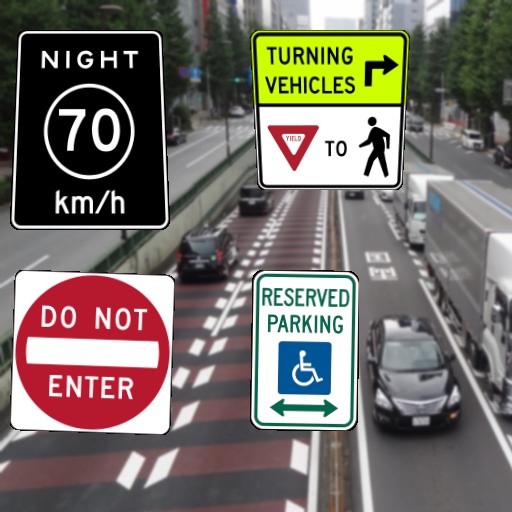 NIGHT
70
km/h
TURNING
VEHICLES
YIELD
TO
DO NOT
ENTER
RESERVED
PARKING